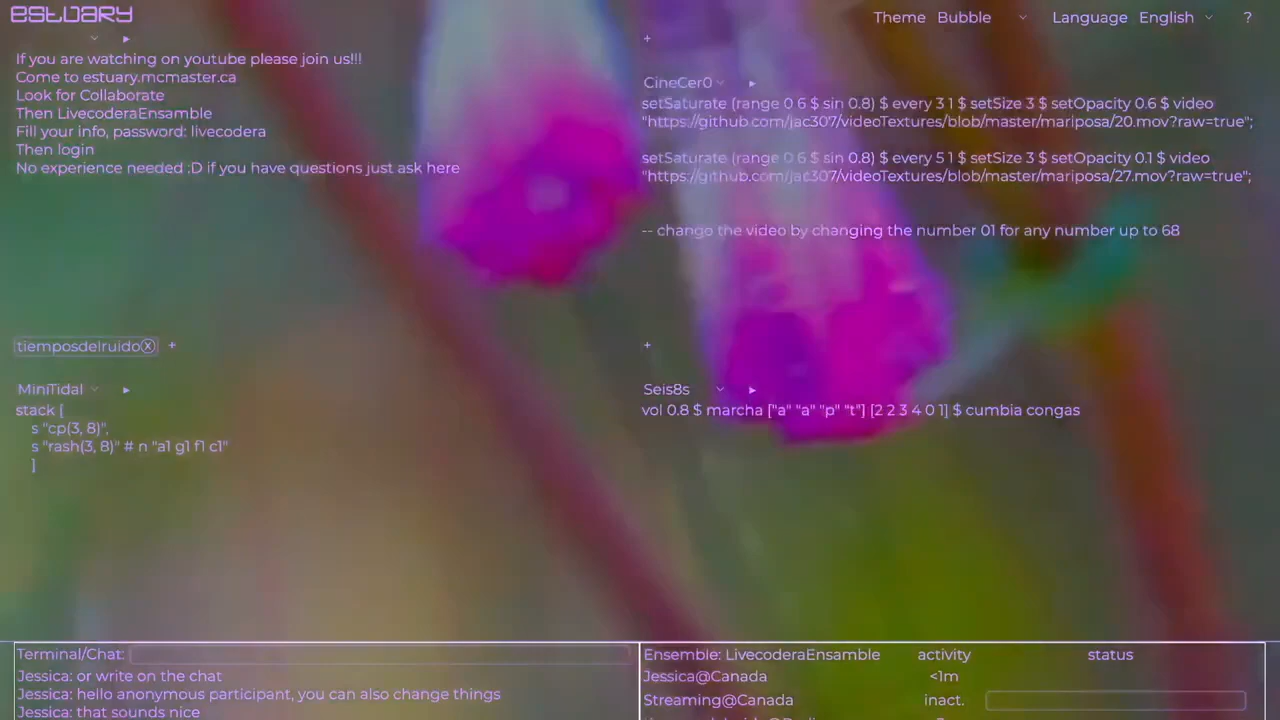 estuary
Theme Bubble Language English ?
If you are watching on youtube please join us!!!
Come to estuary.mcmaster.ca
Look for Collaborate
Then LivecoderaEnsamble
Fill your info, password: livecodera
Then login
No experience needed :D if you have questions just ask here
+
CineCer0
setSaturate (range 0 6 $ sin 0.8) $ every 3 1 $ setSize 3 $ setOpacity 0.6 $ video
"https://github.com/jac307/videoTextures/blob/master/mariposa/20.mov?raw=true";
setSaturate (range 0 6 $ sin 0.8) $ every 5 1 $ setSize 3 $ setOpacity 0.1 $ video
"https://github.com/jac307/videoTextures/blob/master/mariposa/27.mov?raw=true";
-- change the video by changing the number 01 for any number up to 68
tiemposdelruidoⓧ +
MiniTidal
stack [
s "cp(3, 8)",
s "rash(3, 8)" # n "a1 g1 f1 c1"
]
+
Seis8s
vol 0.8 $ marcha ["a" "a" "p" "t"] [2 2 3 4 0 1] $ cumbia congas
Terminal/Chat:
Jessica: or write on the chat
Jessica: hello anonymous participant, you can also change things
Jessica: that sounds nice
Ensemble: LivecoderaEnsamble activity status
Jessica@Canada <1m
Streaming@Canada inact.